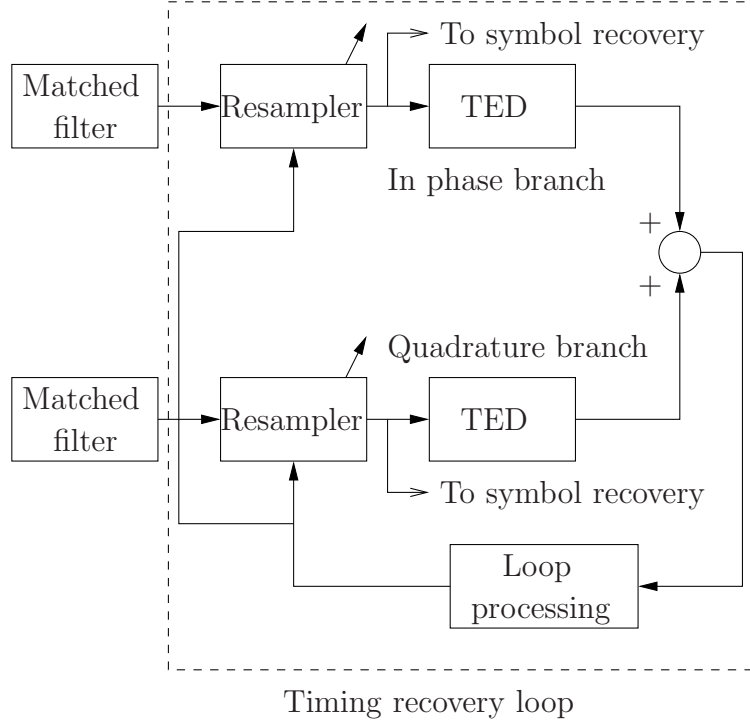 To symbol recovery
Matched
filter
Resampler
TED
In phase branch
+
+
Quadrature branch
Matched
filter
Resampler
TED
To symbol recovery
Loop
processing
Timing recovery loop